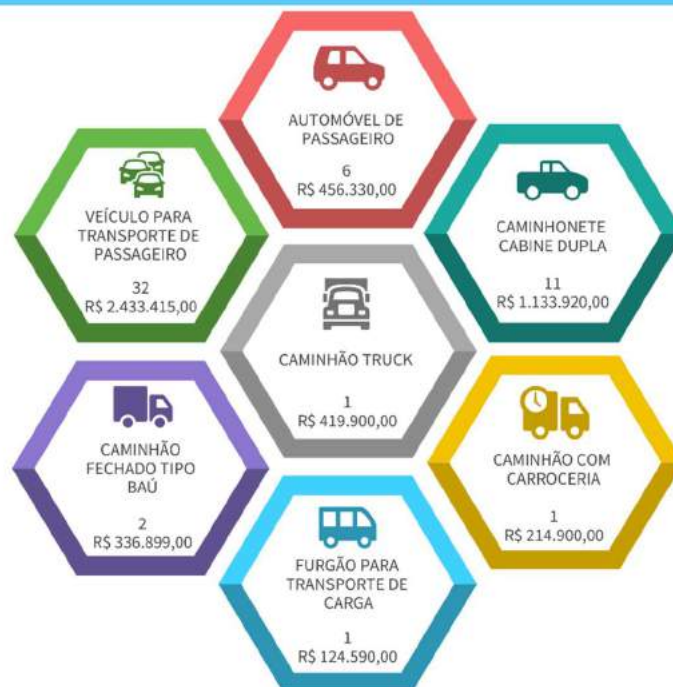 AUTOMÓVEL DE
PASSAGEIRO
6
R$ 456.330,00
VEÍCULO PARA
TRANSPORTE DE
PASSAGEIRO
32
R$ 2.433.415,00
CAMINHONETE
CABINE DUPLA
11
R$ 1.133.920,00
CAMINHÃO TRUCK
1
R$ 419.900,00
CAMINHÃO
FECHADO TIPO
BAÚ
2
R$ 336.899,00
CAMINHÃO COM
CARROCERIA
1
R$ 214.900,00
FURGÃO PARA
TRANSPORTE DE
CARGA
1
R$ 124.590,00